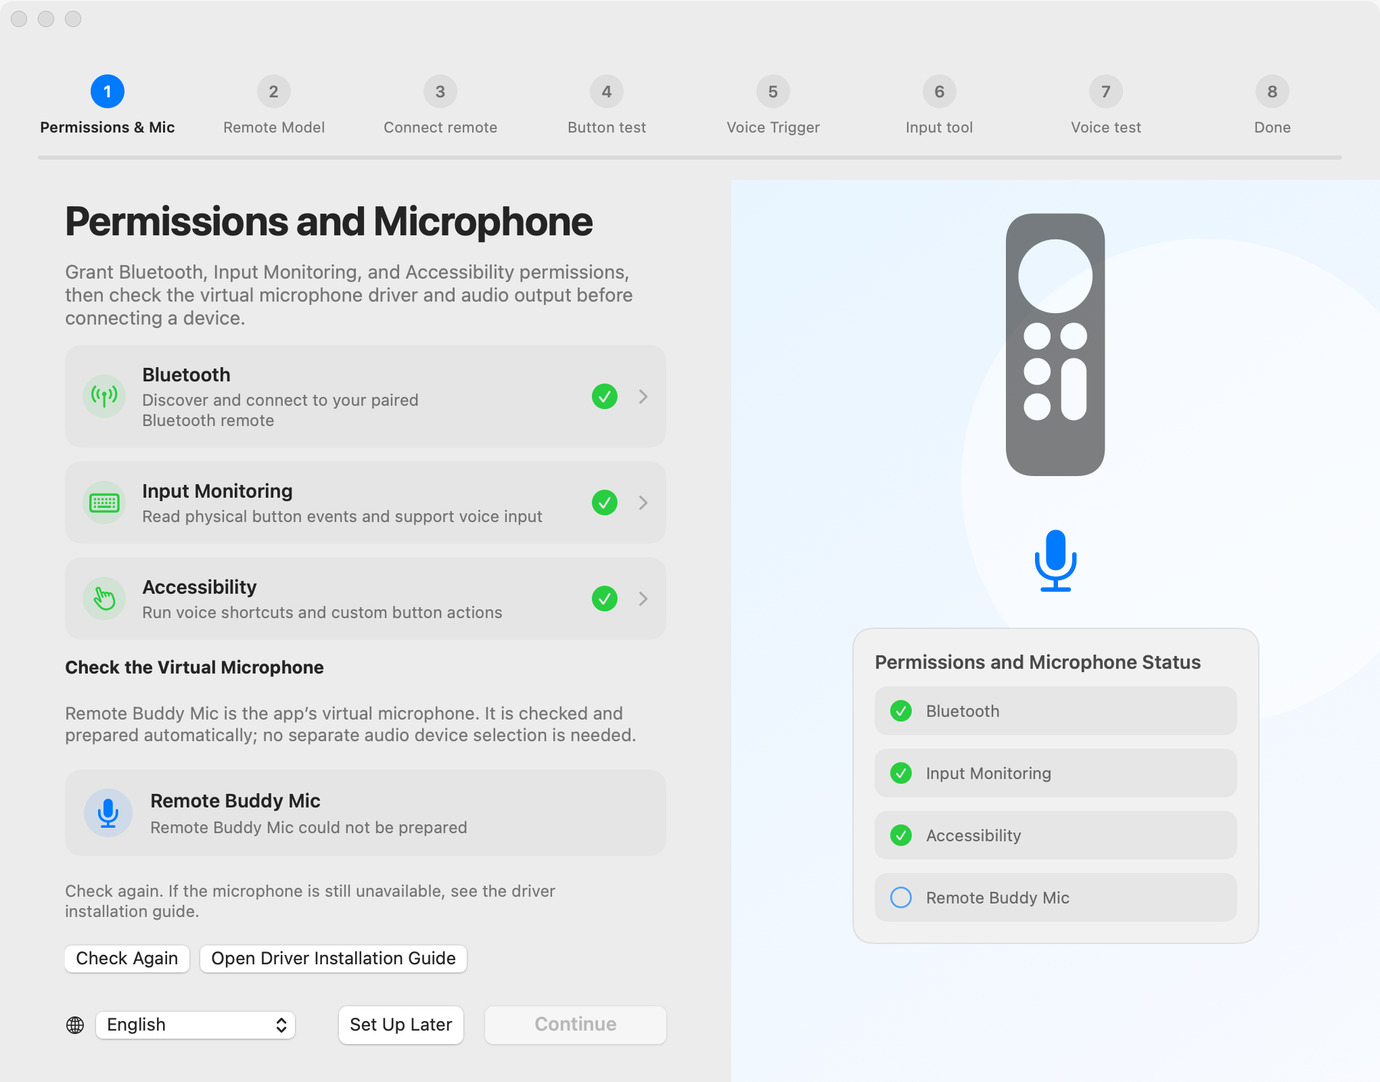 1
2
3
4
5
6
7
8
Permissions & Mic
Remote Model
Connect remote
Button test
Voice Trigger
Input tool
Voice test
Done
Permissions and Microphone
Grant Bluetooth, Input Monitoring, and Accessibility permissions,
then check the virtual microphone driver and audio output before
connecting a device.
Bluetooth
Discover and connect to your paired
Bluetooth remote
Input Monitoring
Read physical button events and support voice input
Accessibility
Run voice shortcuts and custom button actions
Check the Virtual Microphone
Remote Buddy Mic is the app’s virtual microphone. It is checked and
prepared automatically; no separate audio device selection is needed.
Remote Buddy Mic
Remote Buddy Mic could not be prepared
Check again. If the microphone is still unavailable, see the driver
installation guide.
Check Again
Open Driver Installation Guide
English
Set Up Later
Continue
Permissions and Microphone Status
Bluetooth
Input Monitoring
Accessibility
Remote Buddy Mic